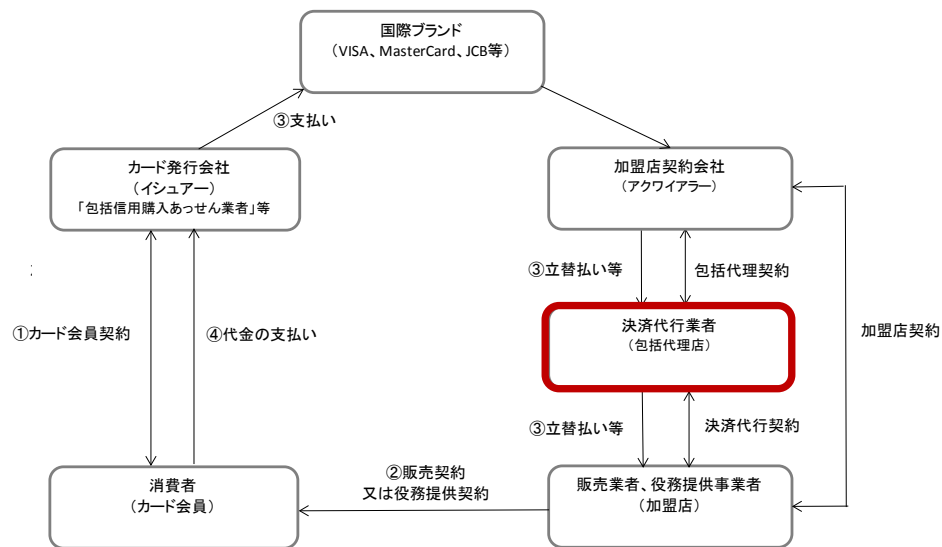 国際ブランド
（VISA、MasterCard、JCB等）
③支払い
カード発行会社
（イシュアー）
「包括信用購入あっせん業者」等
加盟店契約会社
（アクワイアラー）
③立替払い等
包括代理契約
①カード会員契約
④代金の支払い
決済代行業者
（包括代理店）
加盟店契約
③立替払い等
決済代行契約
②販売契約
又は役務提供契約
消費者
（カード会員）
販売業者、役務提供事業者
（加盟店）